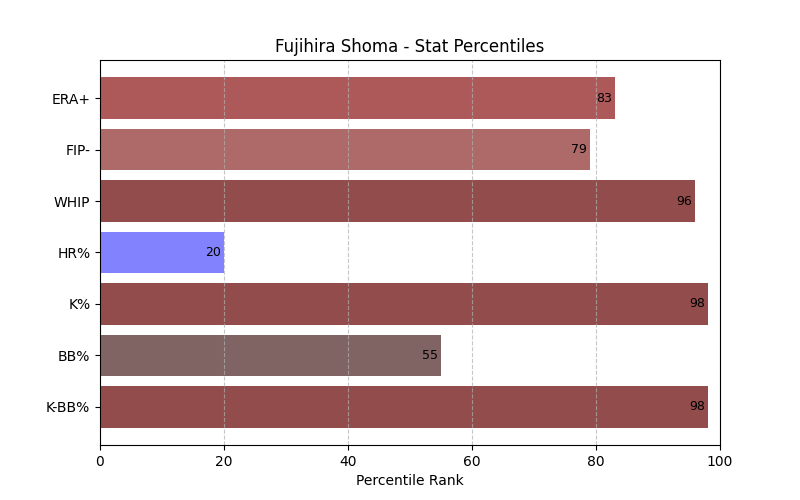 Fujihira Shoma - Stat Percentiles
ERA+ 83
FIP- 79
WHIP 96
HR% 20
K% 98
BB% 55
K-BB% 98
0 20 40 60 80 100
Percentile Rank